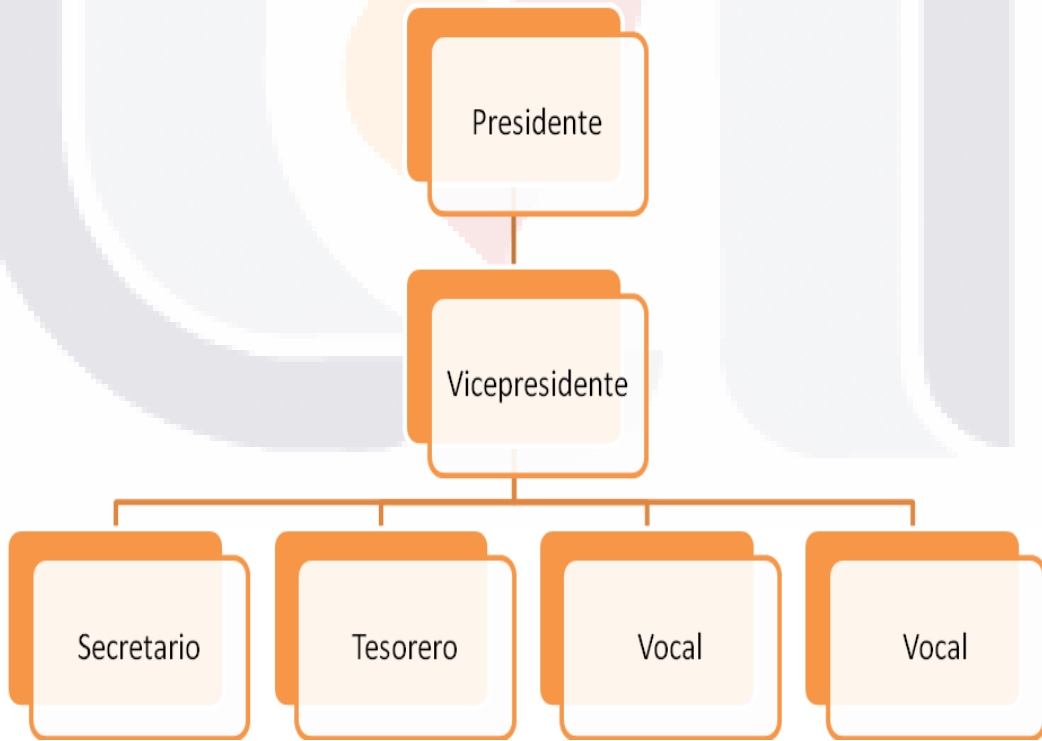 Presidente
Vicepresidente
Secretario
Tesorero
Vocal
Vocal